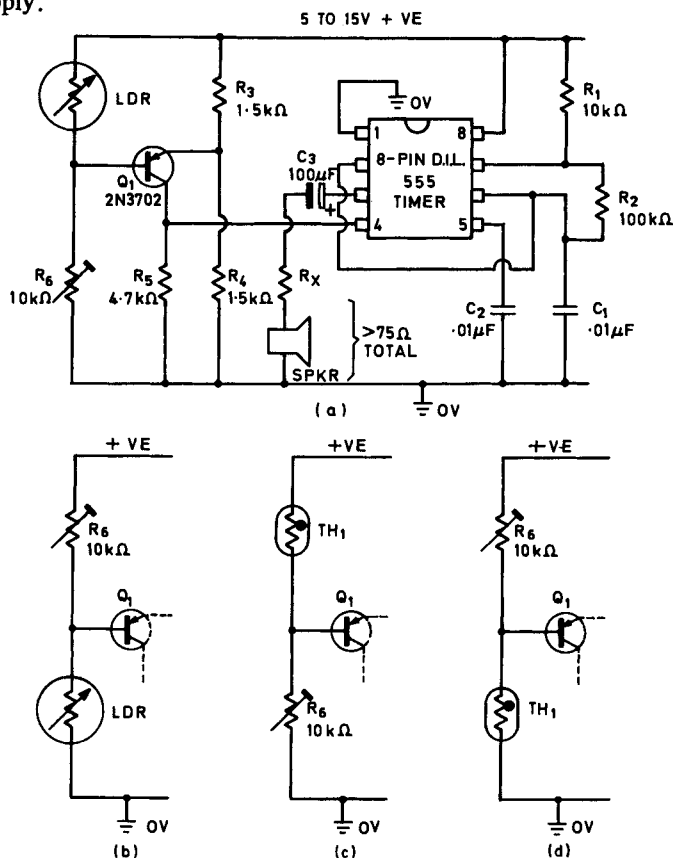 pply.
5 TO 15V + VE
LDR
R3
1·5kΩ
0V
R1
10kΩ
1
8
Q1
2N3702
C3
100µF
+
8-PIN D.I.L.
555
TIMER
4
5
R2
100kΩ
R6
10kΩ
R5
4·7kΩ
R4
1·5kΩ
RX
C2
·01µF
C1
·01µF
>75Ω
TOTAL
SPKR
(a)
0V
+ VE
R6
10kΩ
Q1
LDR
0V
(b)
+VE
TH1
Q1
R6
10kΩ
0V
(c)
+VE
R6
10kΩ
Q1
TH1
0V
(d)